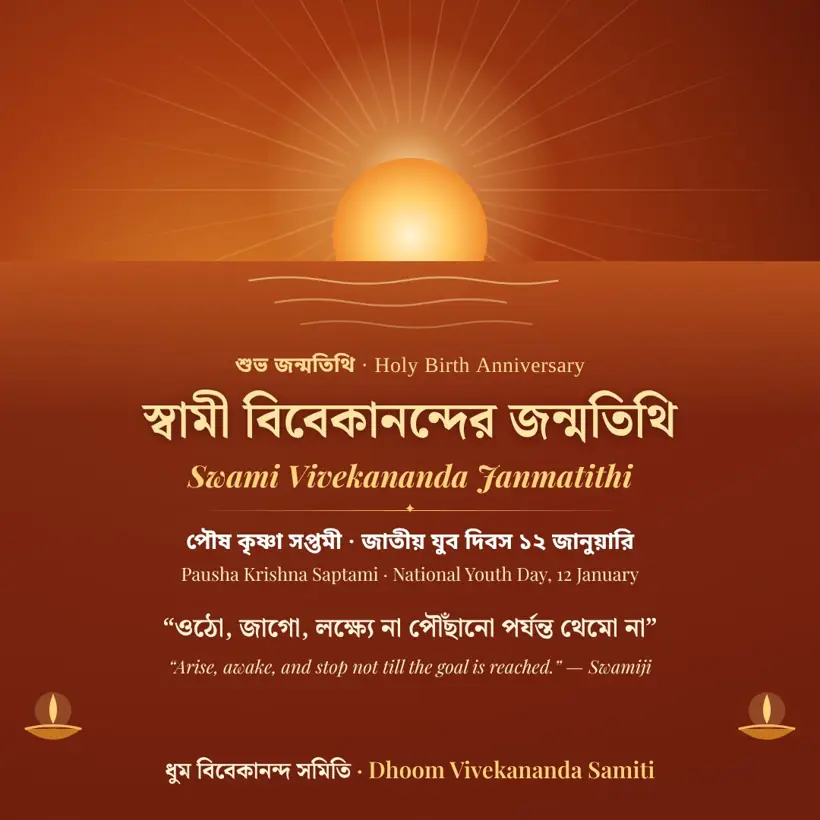 শুভ জন্মতিথি · Holy Birth Anniversary
স্বামী বিবেকানন্দের জন্মতিথি
Swami Vivekananda Janmatithi
পৌষ কৃষ্ণা সপ্তমী · জাতীয় যুব দিবস ১২ জানুয়ারি
Pausha Krishna Saptami · National Youth Day, 12 January
“ওঠো, জাগো, লক্ষ্যে না পৌঁছানো পর্যন্ত থেমো না”
“Arise, awake, and stop not till the goal is reached.” — Swamiji
ধুম বিবেকানন্দ সমিতি · Dhoom Vivekananda Samiti